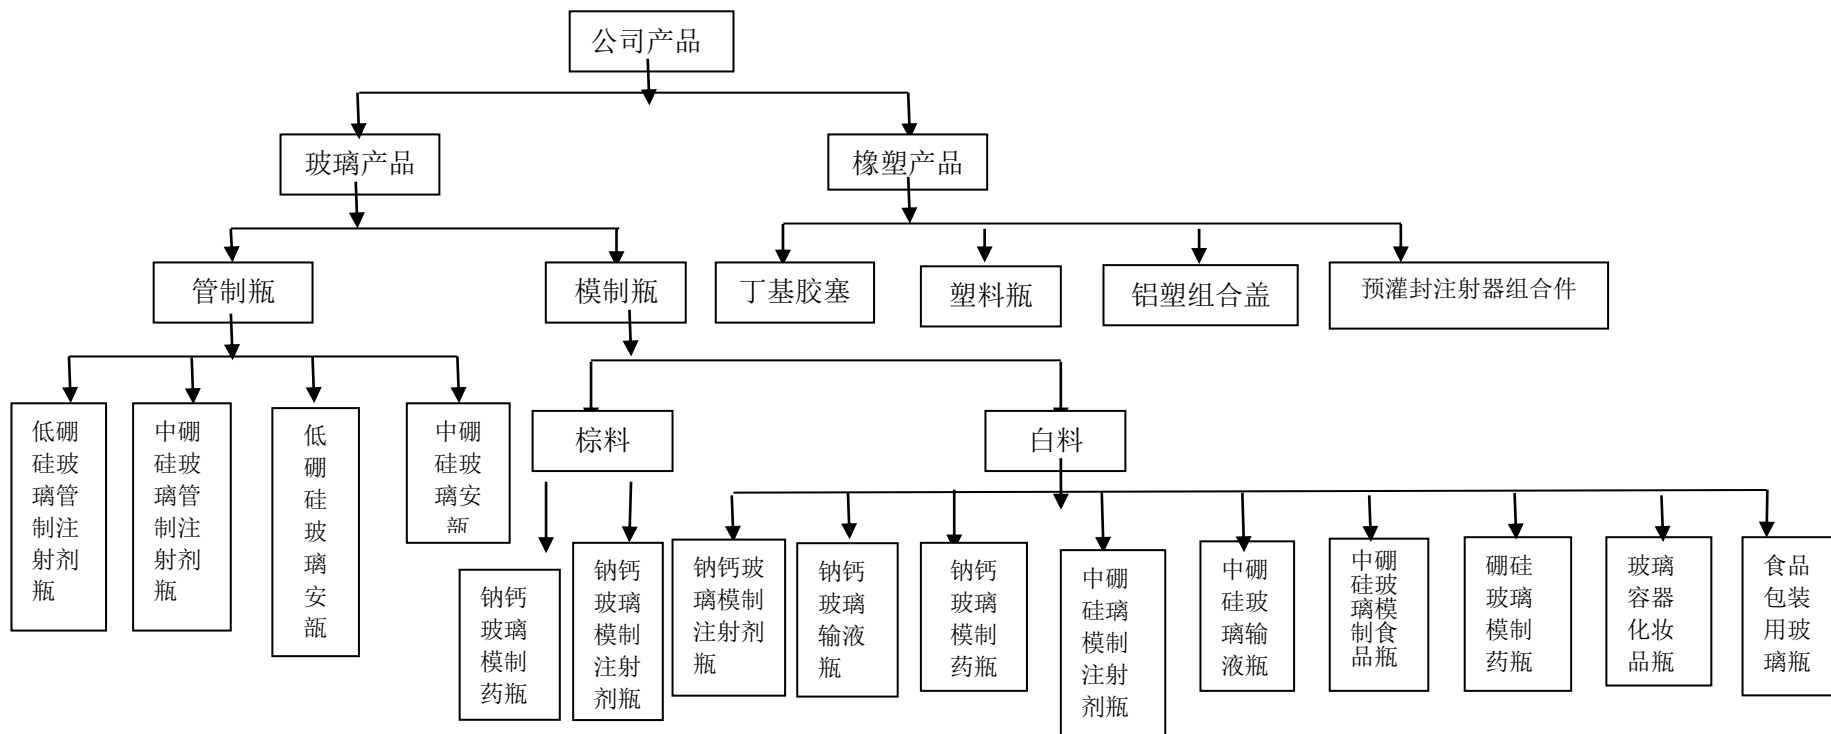 公司产品
玻璃产品
橡塑产品
管制瓶
模制瓶
丁基胶塞
塑料瓶
铝塑组合盖
预灌封注射器组合件
低硼
硅玻
璃管
制注
射剂
瓶
中硼
硅玻
璃管
制注
射剂
瓶
低
硼
硅
玻
璃
安
瓿
中硼
硅玻
璃安
瓿
棕料
白料
钠钙
玻璃
模制
药瓶
钠钙
玻璃
模制
注射
剂瓶
钠钙玻
璃模制
注射剂
瓶
钠钙
玻璃
输液
瓶
钠钙
玻璃
模制
药瓶
中硼
硅璃
模制
注射
剂瓶
中硼
硅玻
璃输
液瓶
中硼
硅玻
璃模
制食
品瓶
硼硅
玻璃
模制
药瓶
玻璃
容器
化妆
品瓶
食品
包装
用玻
璃瓶